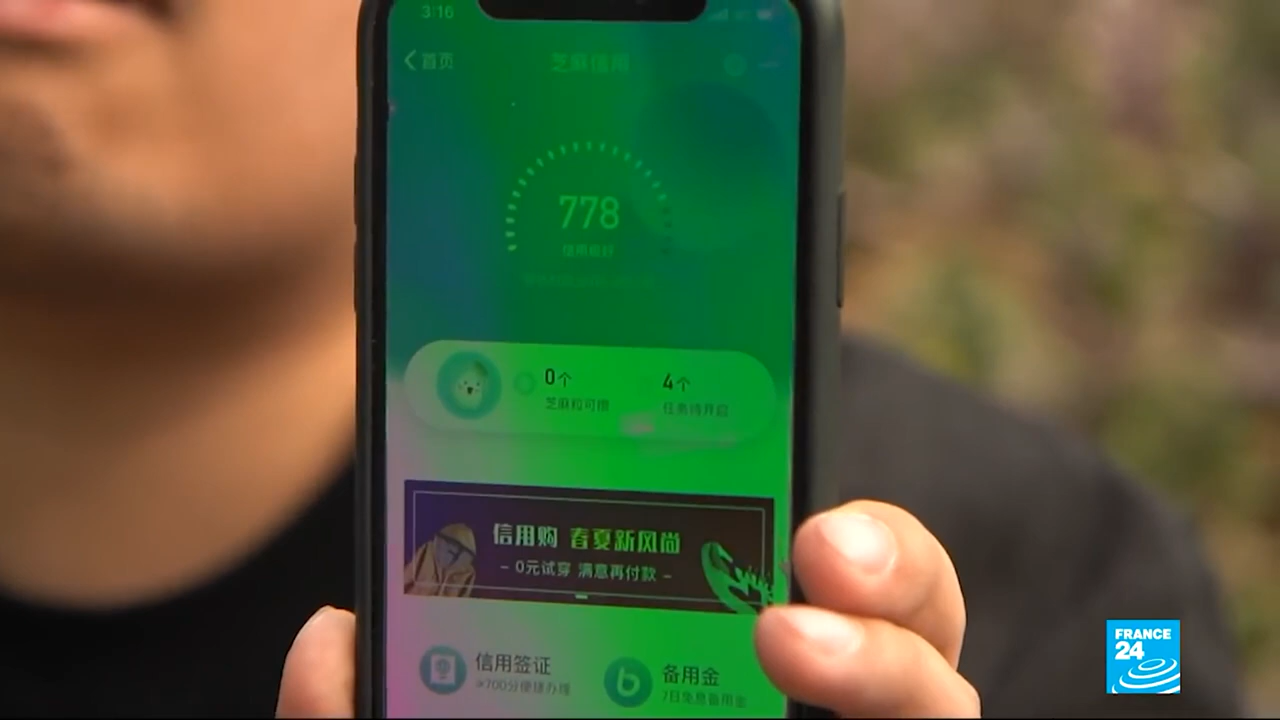 3:16
首页
芝麻信用
778
信用极好
0个
4个
芝麻粒可攒
任务待开启
信用购 春夏新风尚
- 0元试穿 满意再付款 -
信用签证
备用金
≥700分便捷办理
7日免息备用金
FRANCE
24